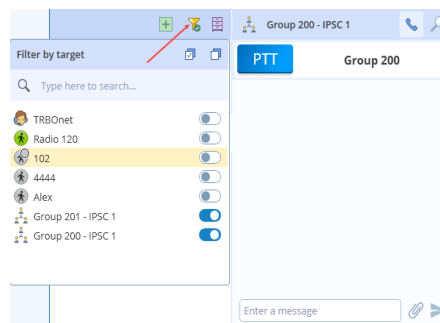 Group 200 - IPSC 1
Filter by target
PTT
Group 200
Type here to search...
TRBOnet
Radio 120
102
4444
Alex
Group 201 - IPSC 1
Group 200 - IPSC 1
Enter a message